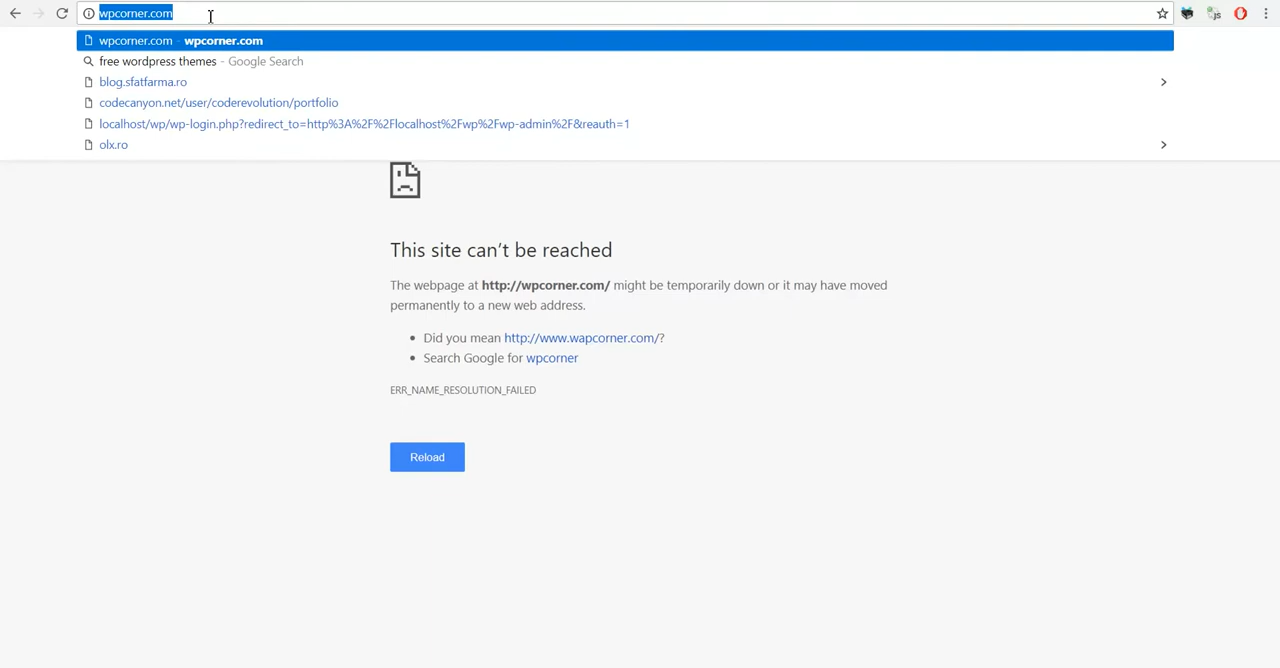 wpcorner.com
wpcorner.com - wpcorner.com
free wordpress themes - Google Search
blog.sfatfarma.ro
codecanyon.net/user/coderevolution/portfolio
localhost/wp/wp-login.php?redirect_to=http%3A%2F%2Flocalhost%2Fwp%2Fwp-admin%2F&reauth=1
olx.ro
This site can’t be reached
The webpage at http://wpcorner.com/ might be temporarily down or it may have moved
permanently to a new web address.
• Did you mean http://www.wapcorner.com/?
• Search Google for wpcorner
ERR_NAME_RESOLUTION_FAILED
Reload